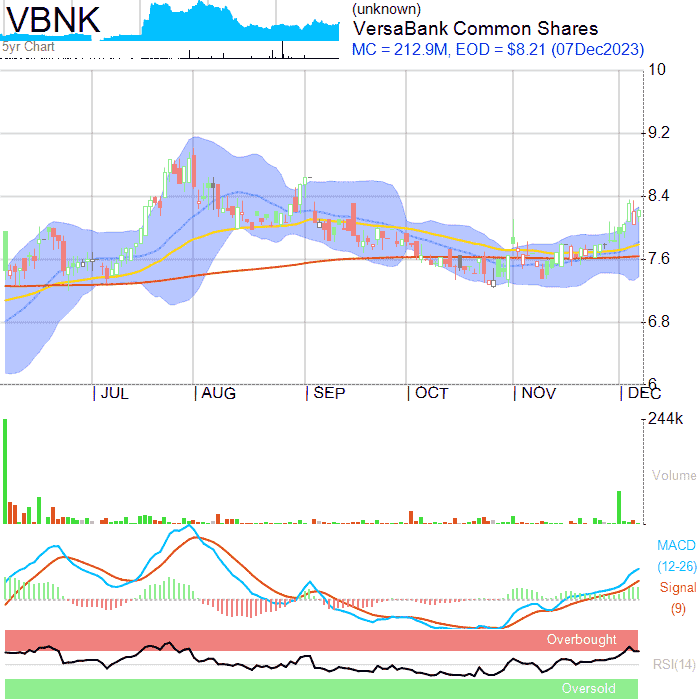 VBNK
5yr Chart
(unknown)
VersaBank Common Shares
MC = 212.9M, EOD = $8.21 (07Dec2023)
10
9.2
8.4
7.6
6.8
6
JUL AUG SEP OCT NOV DEC
244k
Volume
MACD
(12-26)
Signal
(9)
Overbought
RSI(14)
Oversold